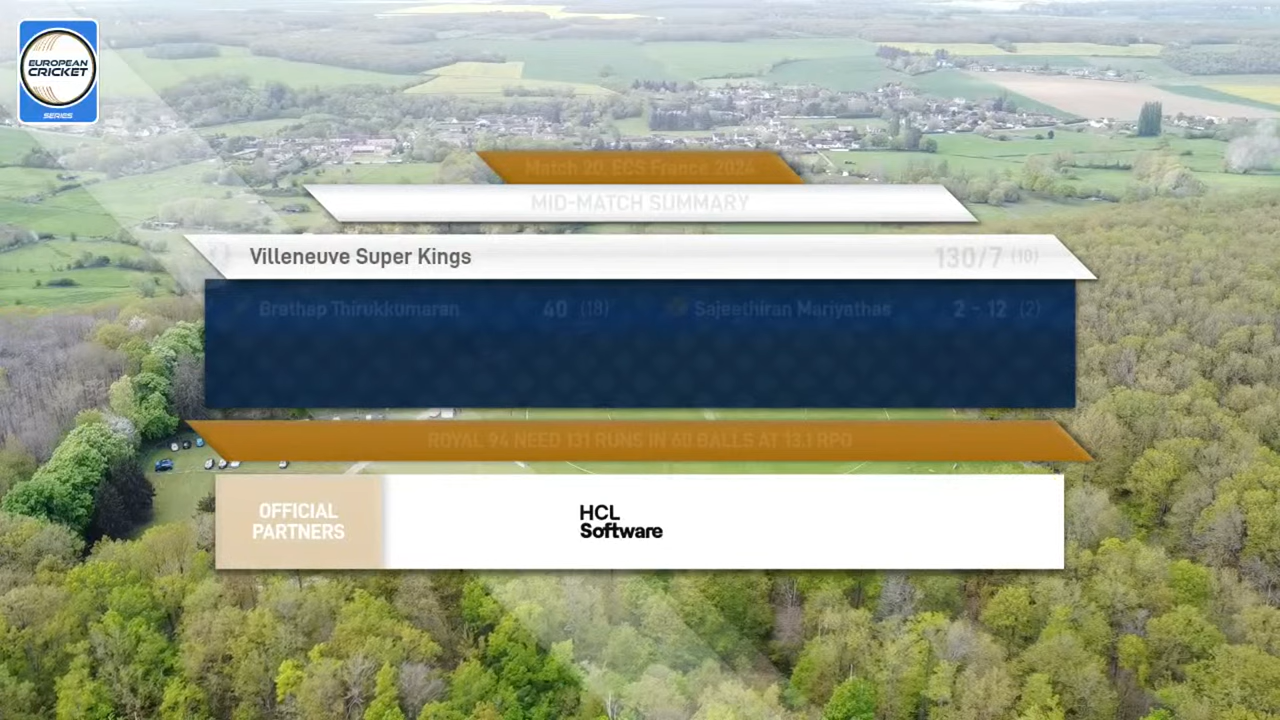 EUROPEAN
CRICKET
SERIES
Match 20, ECS France 2024
MID-MATCH SUMMARY
Villeneuve Super Kings 130/7 (10)
Brathap Thirukkumaran 40 (18) Sajeethiran Mariyathas 2 - 12 (2)
ROYAL 94 NEED 131 RUNS IN 60 BALLS AT 13.1 RPO
OFFICIAL
PARTNERS
HCL
Software